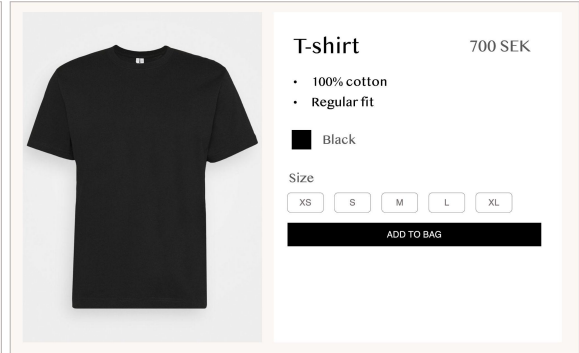 T-shirt
700 SEK
• 100% cotton
• Regular fit
Black
Size
XS S M L XL
ADD TO BAG